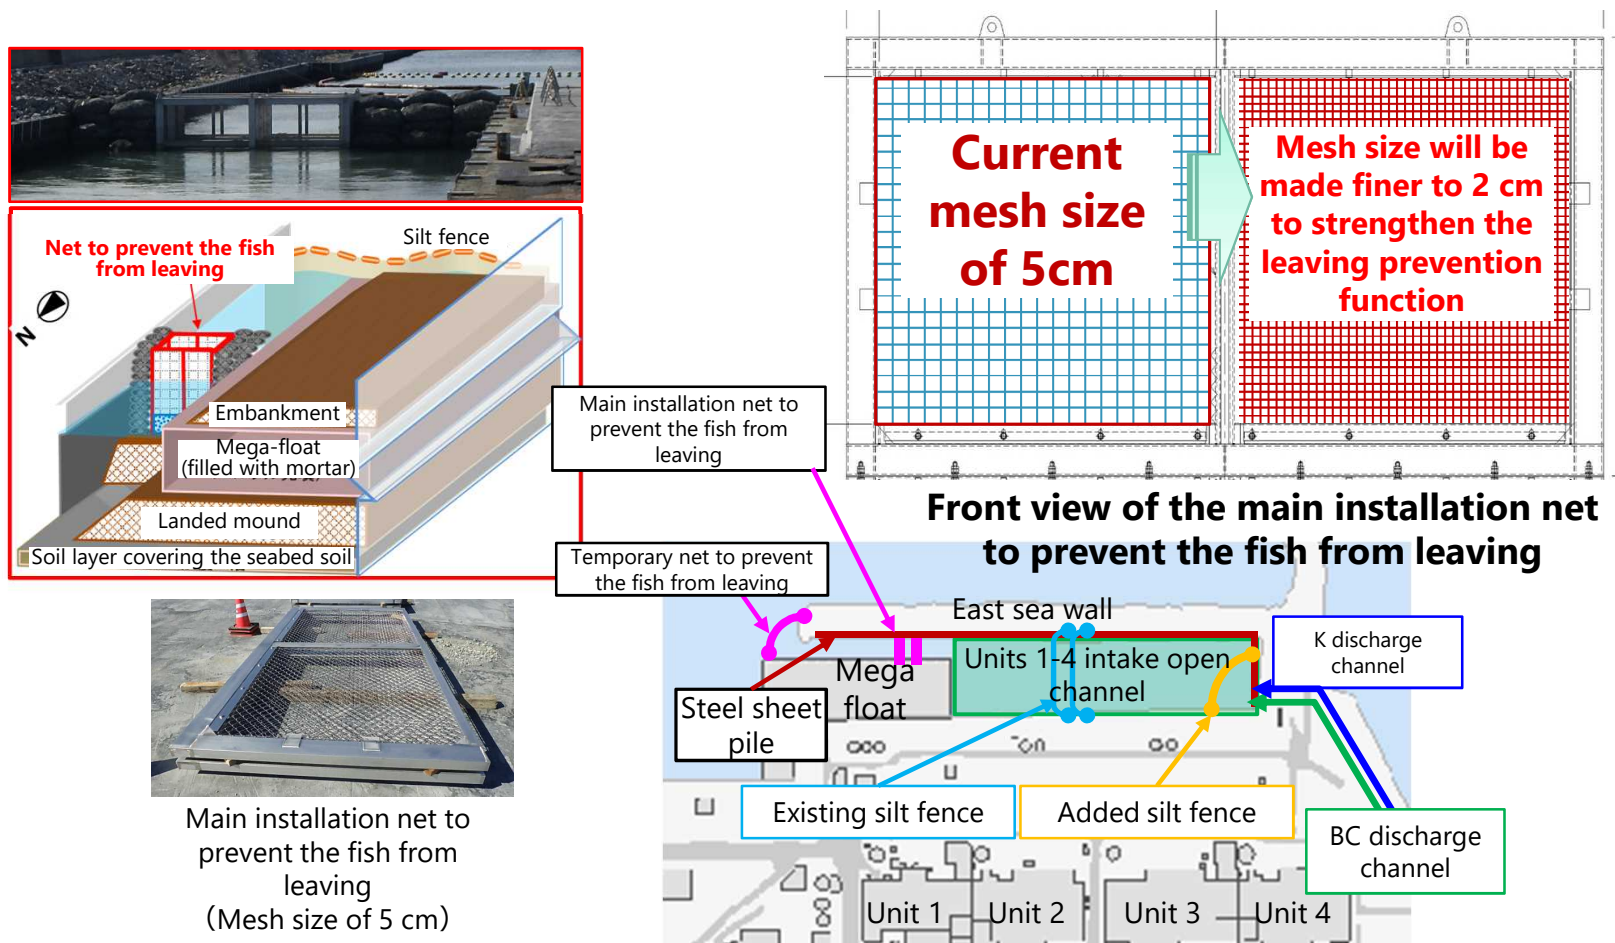 Net to prevent the fish
from leaving
Silt fence
N
Embankment
Mega-float
(filled with mortar)
Landed mound
Soil layer covering the seabed soil
Main installation net to
prevent the fish from
leaving
(Mesh size of 5 cm)
Current
mesh size
of 5cm
Mesh size will be
made finer to 2 cm
to strengthen the
leaving prevention
function
Front view of the main installation net
to prevent the fish from leaving
Main installation net to
prevent the fish from
leaving
Temporary net to prevent
the fish from leaving
East sea wall
Units 1-4 intake open
channel
Mega
float
Steel sheet
pile
K discharge
channel
Existing silt fence
Added silt fence
BC discharge
channel
Unit 1
Unit 2
Unit 3
Unit 4